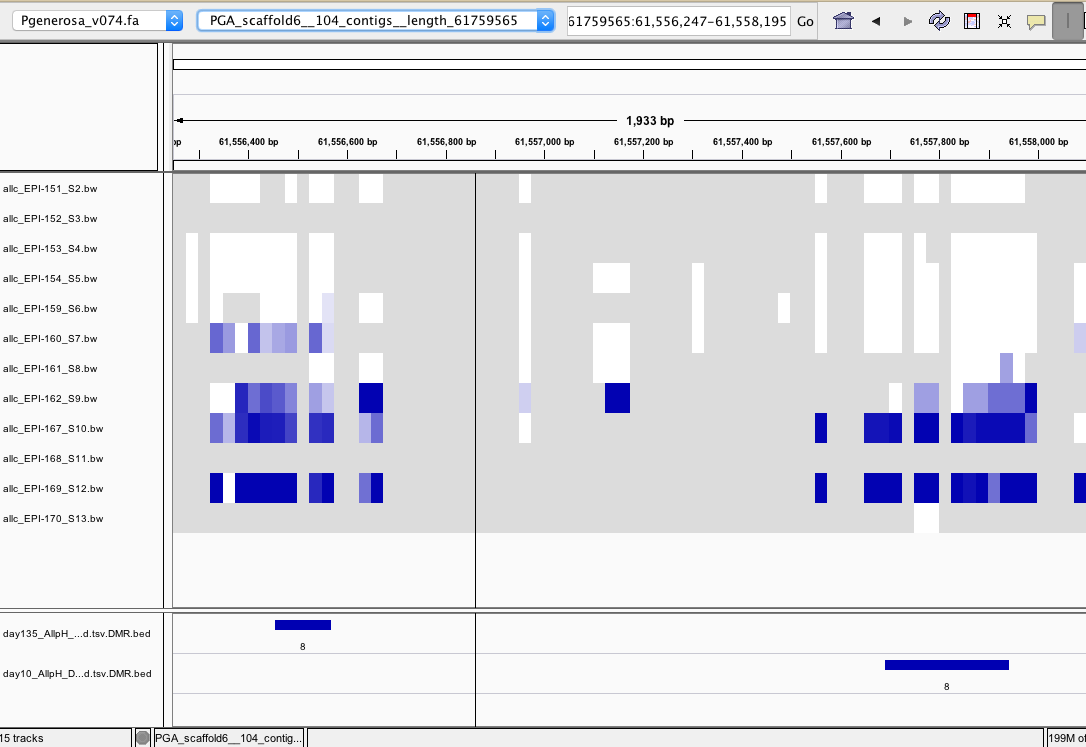 Pgenerosa_v074.fa PGA_scaffold6__104_contigs__length_61759565 61759565:61,556,247-61,558,195 Go
1,933 bp
bp 61,556,400 bp 61,556,600 bp 61,556,800 bp 61,557,000 bp 61,557,200 bp 61,557,400 bp 61,557,600 bp 61,557,800 bp 61,558,000 bp
allc_EPI-151_S2.bw
allc_EPI-152_S3.bw
allc_EPI-153_S4.bw
allc_EPI-154_S5.bw
allc_EPI-159_S6.bw
allc_EPI-160_S7.bw
allc_EPI-161_S8.bw
allc_EPI-162_S9.bw
allc_EPI-167_S10.bw
allc_EPI-168_S11.bw
allc_EPI-169_S12.bw
allc_EPI-170_S13.bw
day135_AllpH_...d.tsv.DMR.bed
8
day10_AllpH_D...d.tsv.DMR.bed
8
15 tracks PGA_scaffold6__104_contig... 199M of